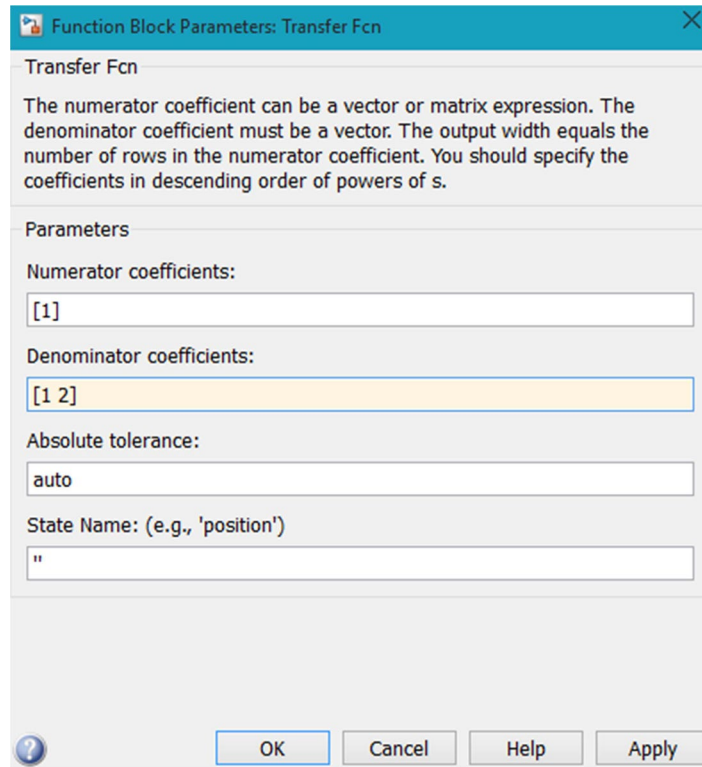 Function Block Parameters: Transfer Fcn
Transfer Fcn
The numerator coefficient can be a vector or matrix expression. The
denominator coefficient must be a vector. The output width equals the
number of rows in the numerator coefficient. You should specify the
coefficients in descending order of powers of s.
Parameters
Numerator coefficients:
[1]
Denominator coefficients:
[1 2]
Absolute tolerance:
auto
State Name: (e.g., 'position')
''
OK Cancel Help Apply